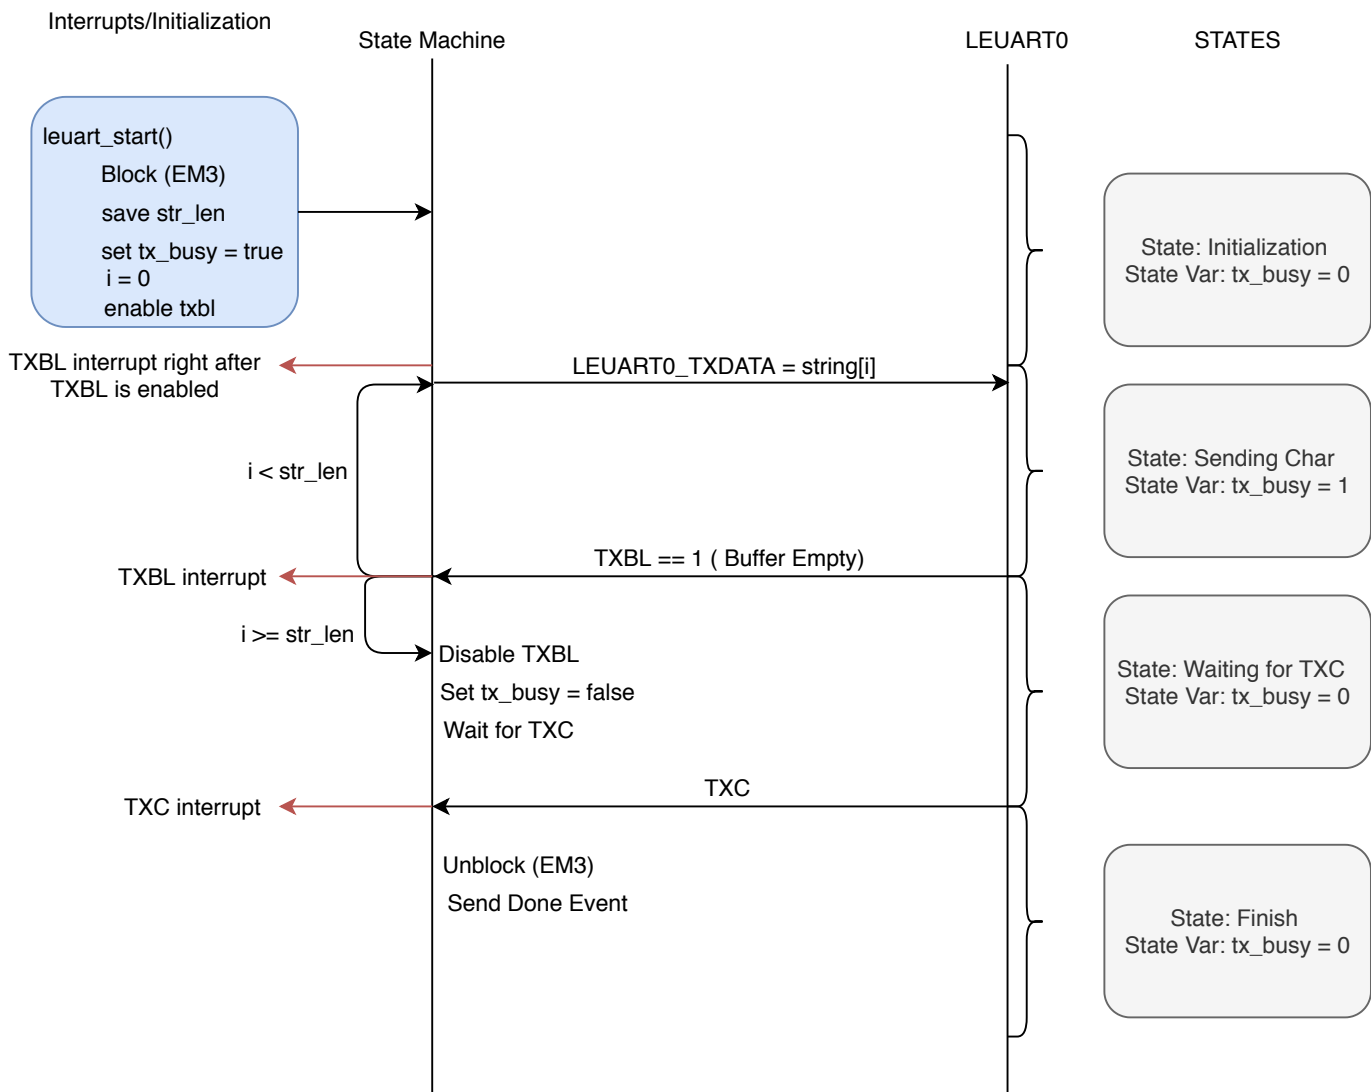 Interrupts/Initialization
State Machine
LEUART0
STATES
leuart_start()
Block (EM3)
save str_len
set tx_busy = true
i = 0
enable txbl
State: Initialization
State Var: tx_busy = 0
TXBL interrupt right after
TXBL is enabled
LEUART0_TXDATA = string[i]
i < str_len
State: Sending Char
State Var: tx_busy = 1
TXBL == 1 ( Buffer Empty)
TXBL interrupt
i >= str_len
Disable TXBL
Set tx_busy = false
Wait for TXC
State: Waiting for TXC
State Var: tx_busy = 0
TXC
TXC interrupt
Unblock (EM3)
Send Done Event
State: Finish
State Var: tx_busy = 0